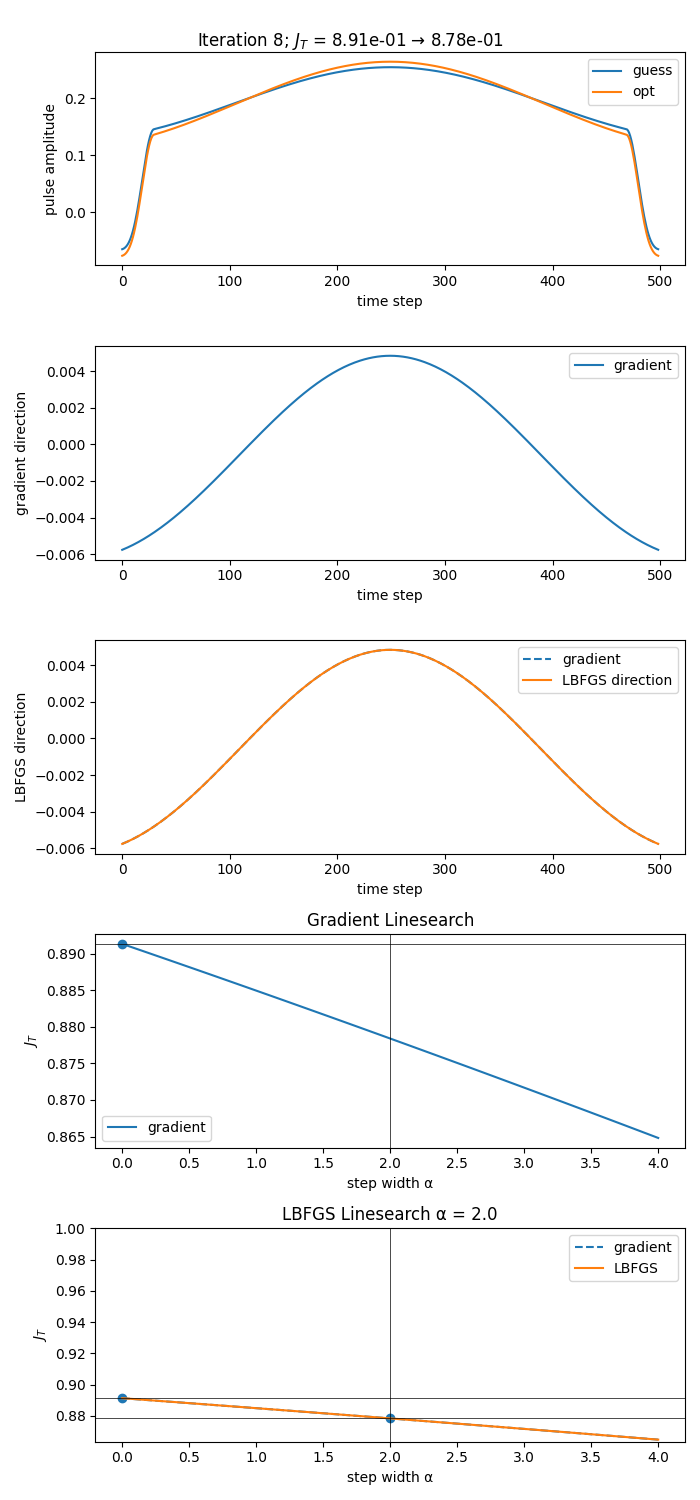 Iteration 8; J_T = 8.91e-01 → 8.78e-01
guess
opt
0.2
0.1
0.0
pulse amplitude
0 100 200 300 400 500
time step
gradient
0.004
0.002
0.000
−0.002
−0.004
−0.006
gradient direction
0 100 200 300 400 500
time step
gradient
LBFGS direction
0.004
0.002
0.000
−0.002
−0.004
−0.006
LBFGS direction
0 100 200 300 400 500
time step
Gradient Linesearch
0.890
0.885
0.880
0.875
0.870
0.865
J_T
gradient
0.0 0.5 1.0 1.5 2.0 2.5 3.0 3.5 4.0
step width α
LBFGS Linesearch α = 2.0
1.00
0.98
0.96
0.94
0.92
0.90
0.88
J_T
gradient
LBFGS
0.0 0.5 1.0 1.5 2.0 2.5 3.0 3.5 4.0
step width α